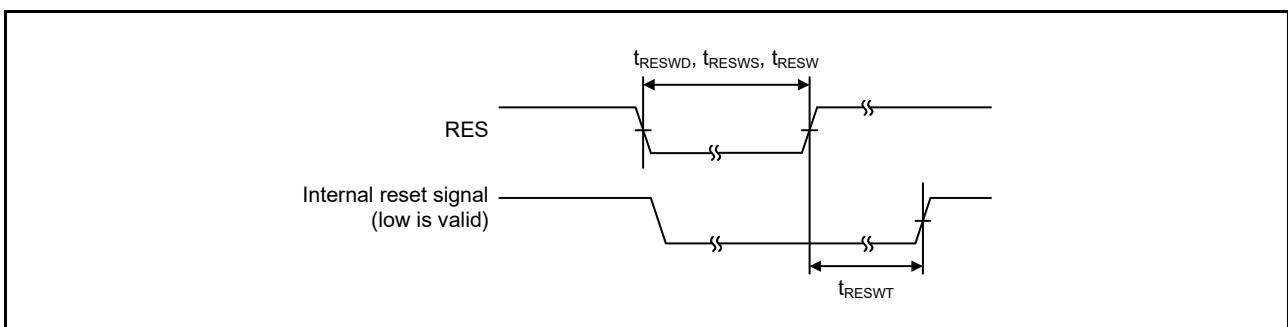 tRESWD, tRESWS, tRESW
RES
Internal reset signal
(low is valid)
tRESWT